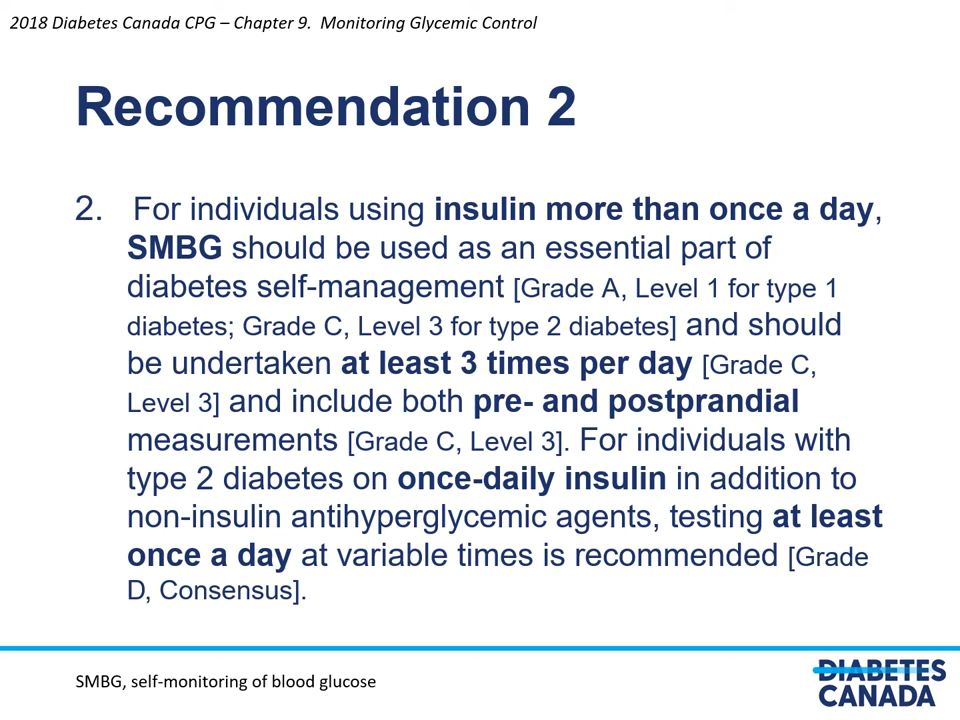 2018 Diabetes Canada CPG – Chapter 9. Monitoring Glycemic Control
Recommendation 2
2. For individuals using insulin more than once a day,
SMBG should be used as an essential part of
diabetes self-management [Grade A, Level 1 for type 1
diabetes; Grade C, Level 3 for type 2 diabetes] and should
be undertaken at least 3 times per day [Grade C,
Level 3] and include both pre- and postprandial
measurements [Grade C, Level 3]. For individuals with
type 2 diabetes on once-daily insulin in addition to
non-insulin antihyperglycemic agents, testing at least
once a day at variable times is recommended [Grade
D, Consensus].
SMBG, self-monitoring of blood glucose
DIABETES
CANADA